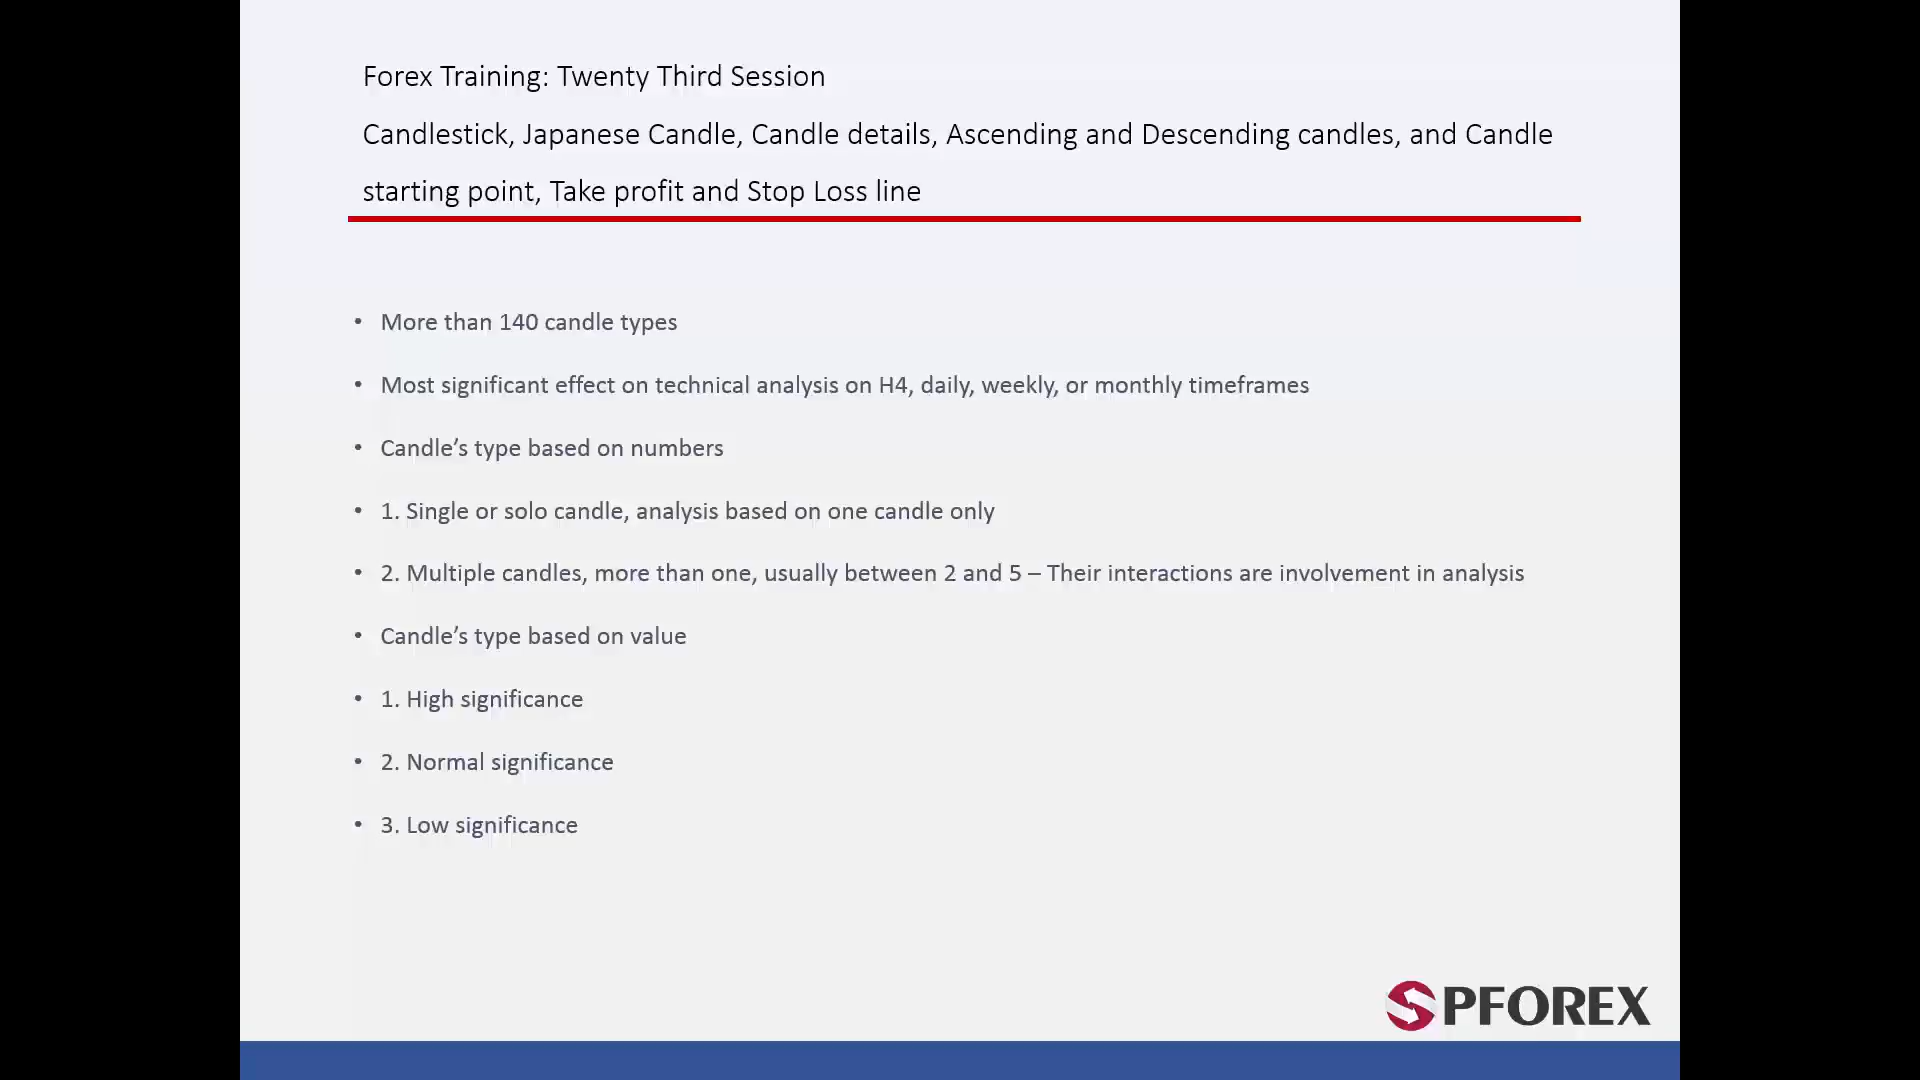 Forex Training: Twenty Third Session
Candlestick, Japanese Candle, Candle details, Ascending and Descending candles, and Candle
starting point, Take profit and Stop Loss line
• More than 140 candle types
• Most significant effect on technical analysis on H4, daily, weekly, or monthly timeframes
• Candle’s type based on numbers
• 1. Single or solo candle, analysis based on one candle only
• 2. Multiple candles, more than one, usually between 2 and 5 – Their interactions are involvement in analysis
• Candle’s type based on value
• 1. High significance
• 2. Normal significance
• 3. Low significance
SPFOREX